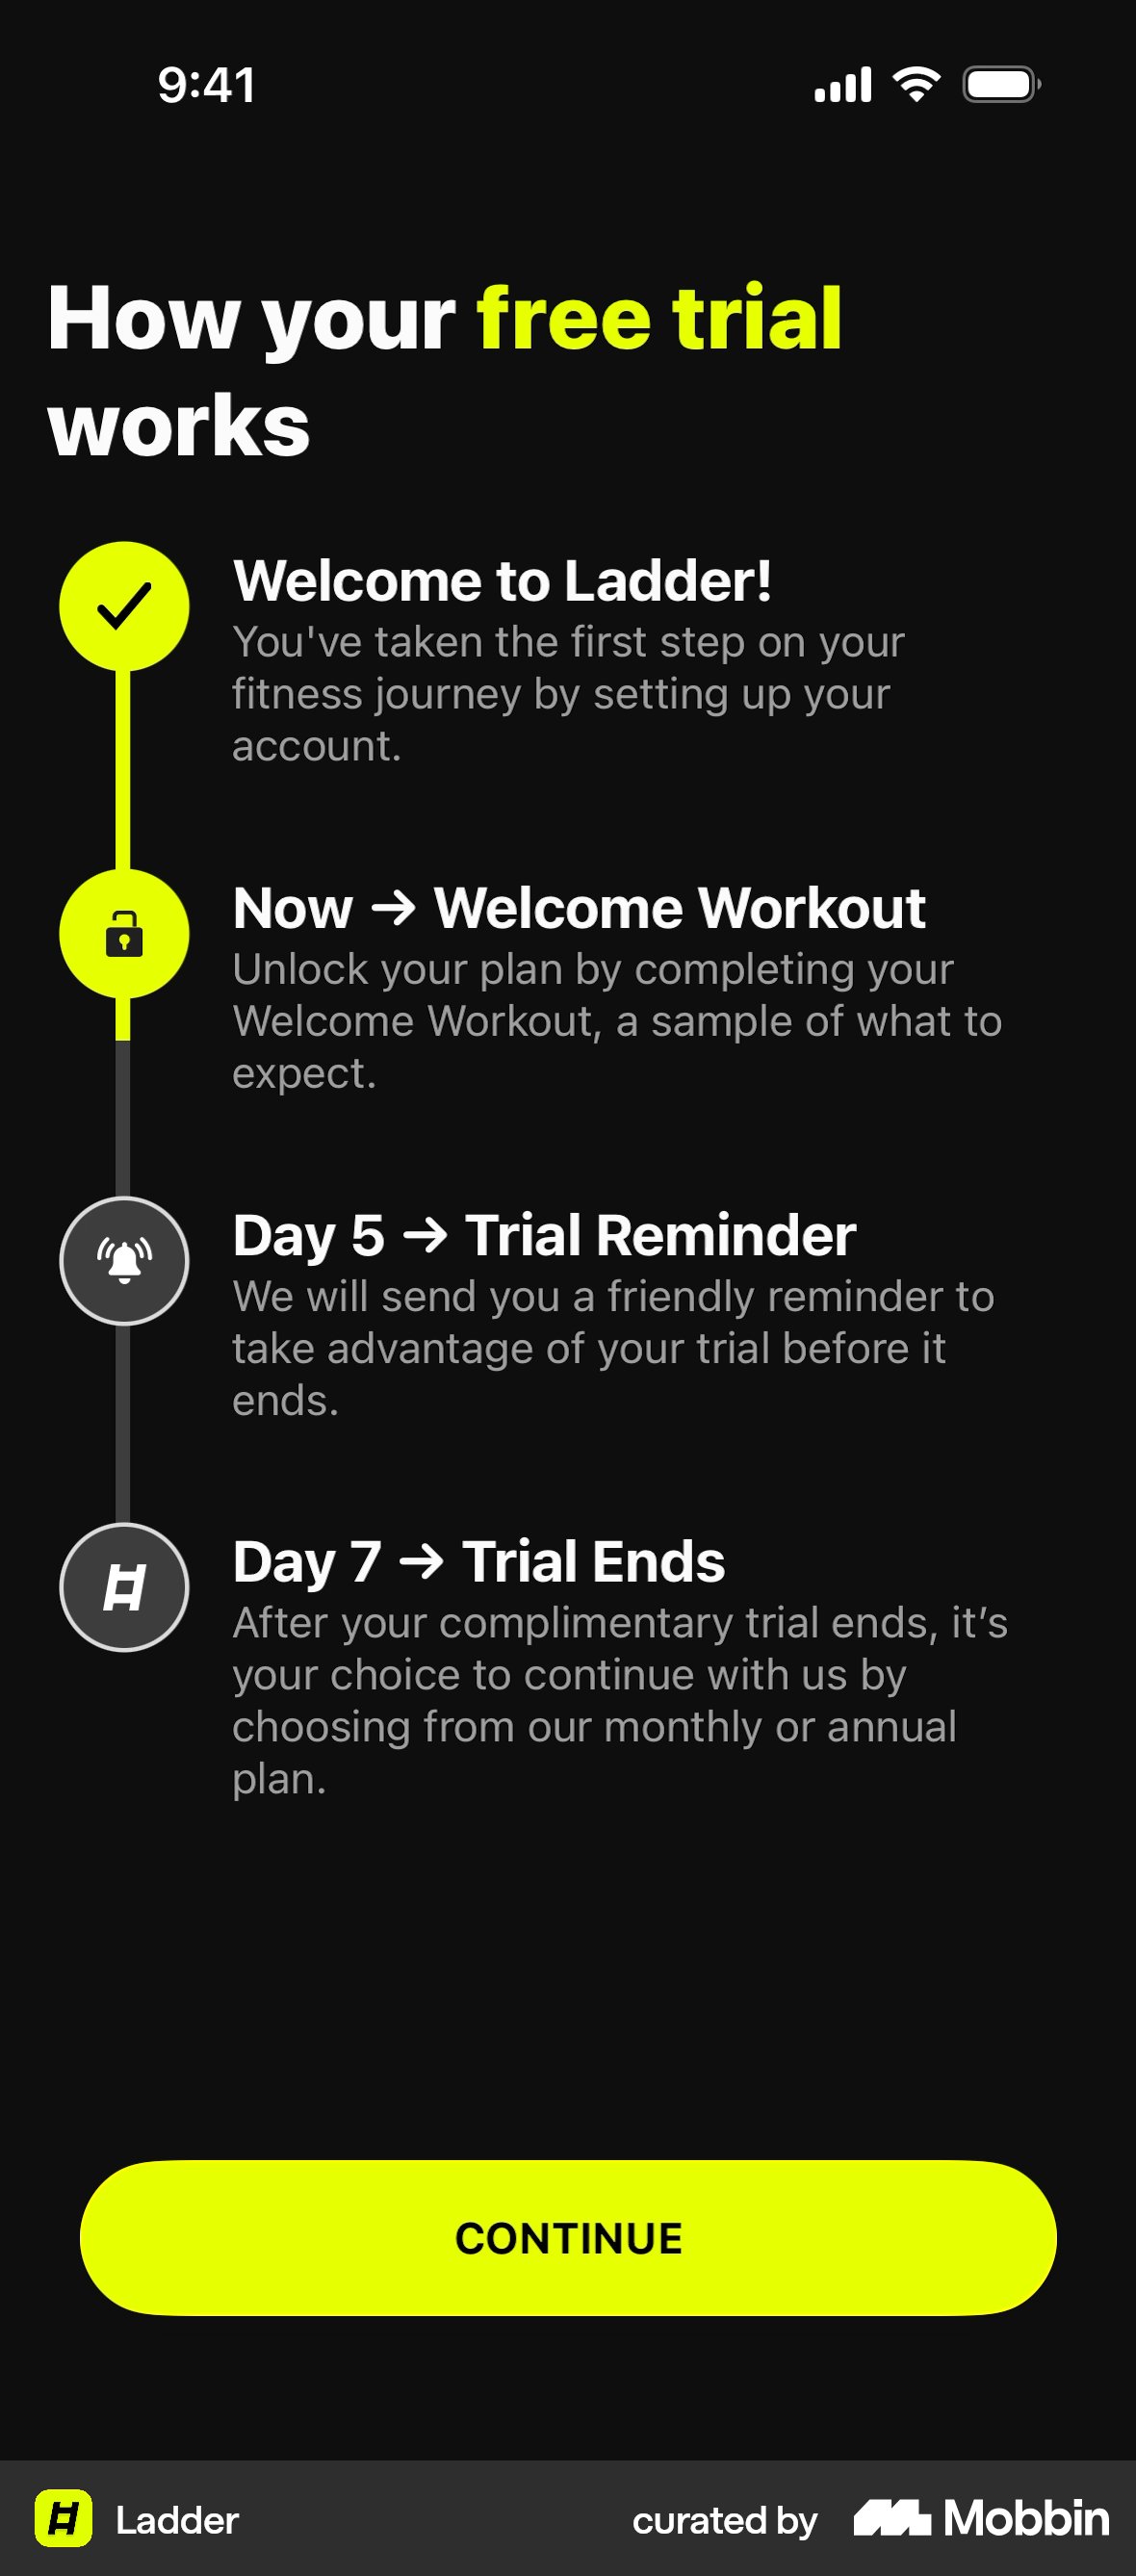 9:41
How your free trial
works
Welcome to Ladder!
You've taken the first step on your
fitness journey by setting up your
account.
Now → Welcome Workout
Unlock your plan by completing your
Welcome Workout, a sample of what to
expect.
Day 5 → Trial Reminder
We will send you a friendly reminder to
take advantage of your trial before it
ends.
Day 7 → Trial Ends
After your complimentary trial ends, it’s
your choice to continue with us by
choosing from our monthly or annual
plan.
CONTINUE
Ladder
curated by Mobbin